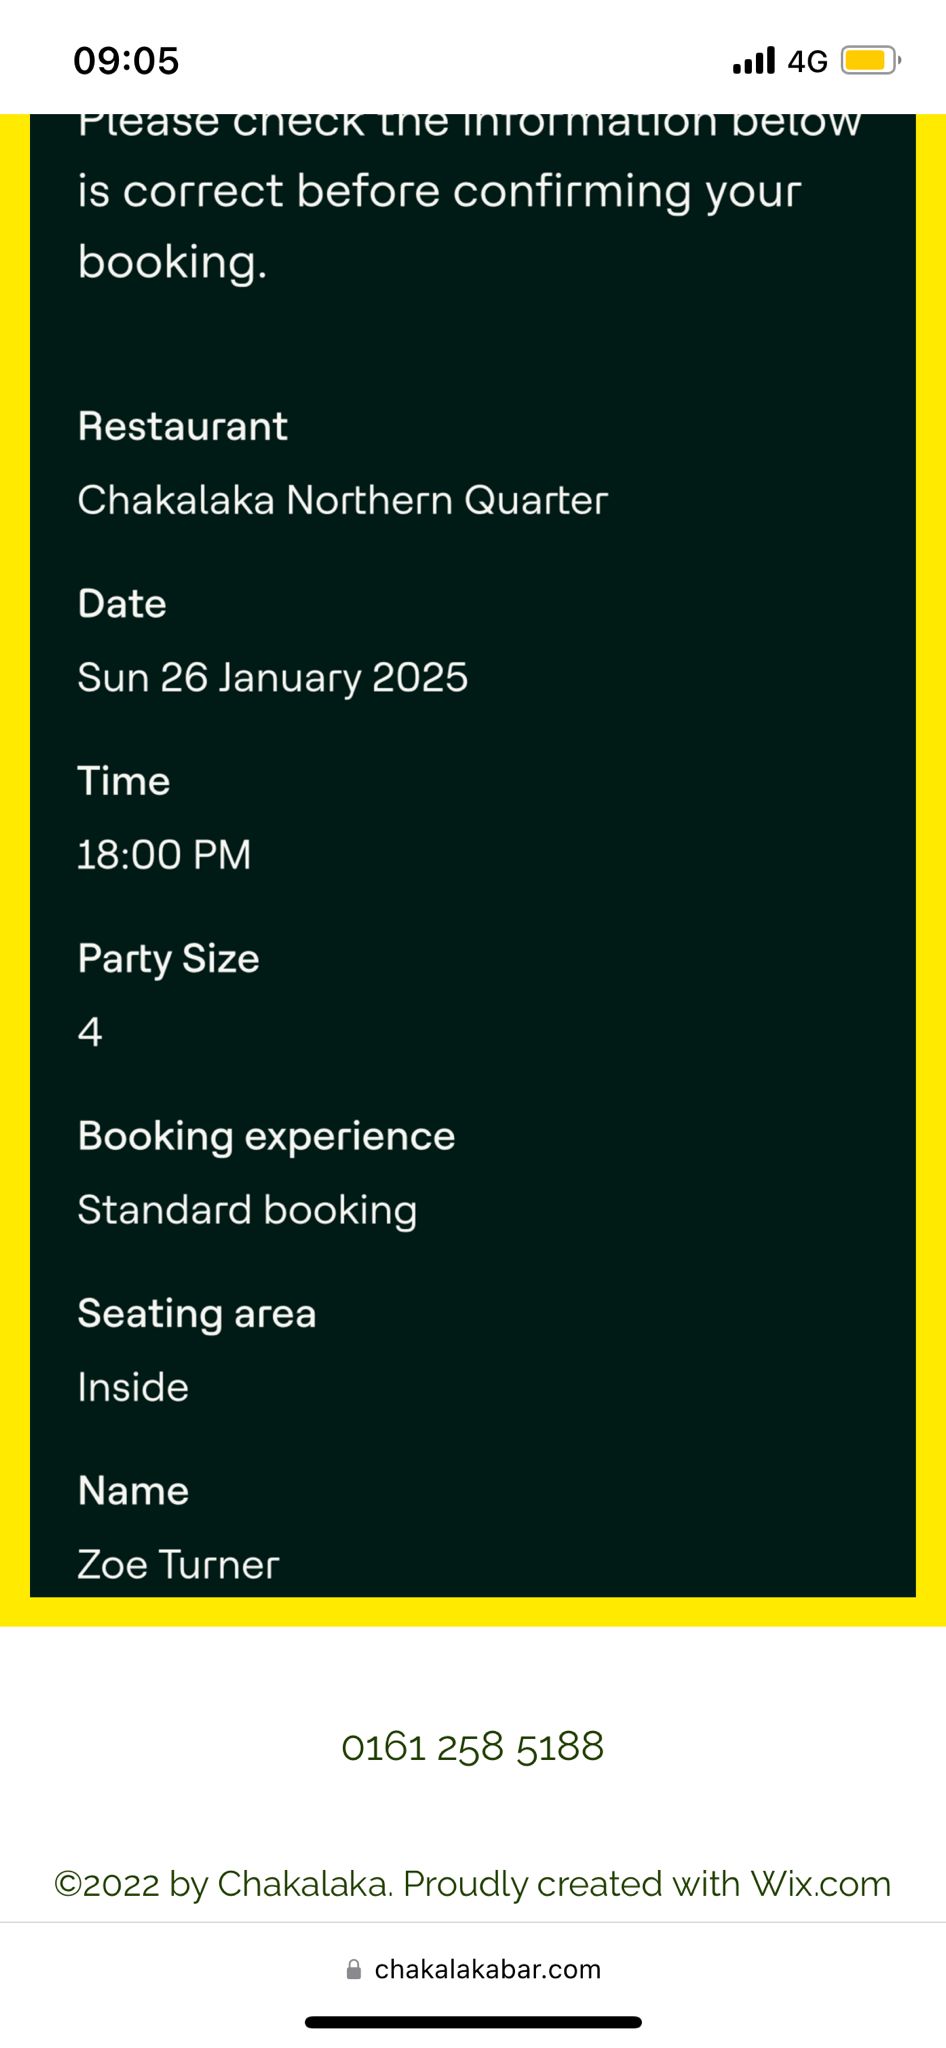 09:05
4G
Please check the information below
is correct before confirming your
booking.
Restaurant
Chakalaka Northern Quarter
Date
Sun 26 January 2025
Time
18:00 PM
Party Size
4
Booking experience
Standard booking
Seating area
Inside
Name
Zoe Turner
0161 258 5188
©2022 by Chakalaka. Proudly created with Wix.com
chakalakabar.com